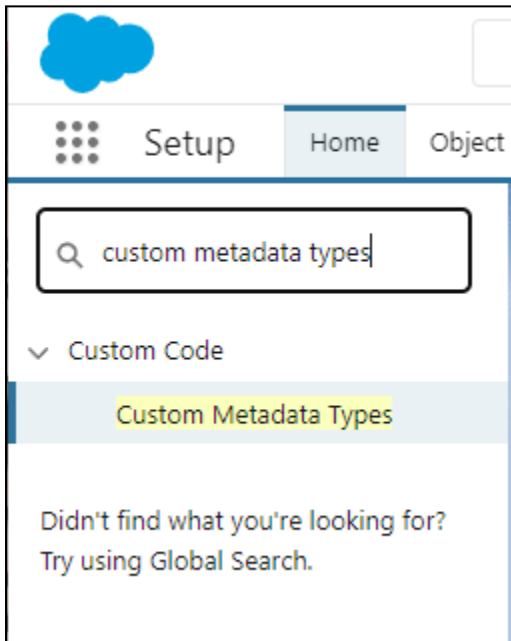 Setup
Home
Object
custom metadata types
Custom Code
Custom Metadata Types
Didn't find what you're looking for?
Try using Global Search.